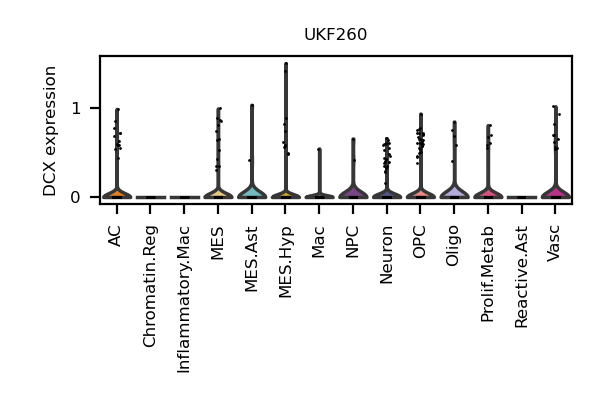 UKF260
DCX expression
1
0
AC
Chromatin.Reg
Inflammatory.Mac
MES
MES.Ast
MES.Hyp
Mac
NPC
Neuron
OPC
Oligo
Prolif.Metab
Reactive.Ast
Vasc